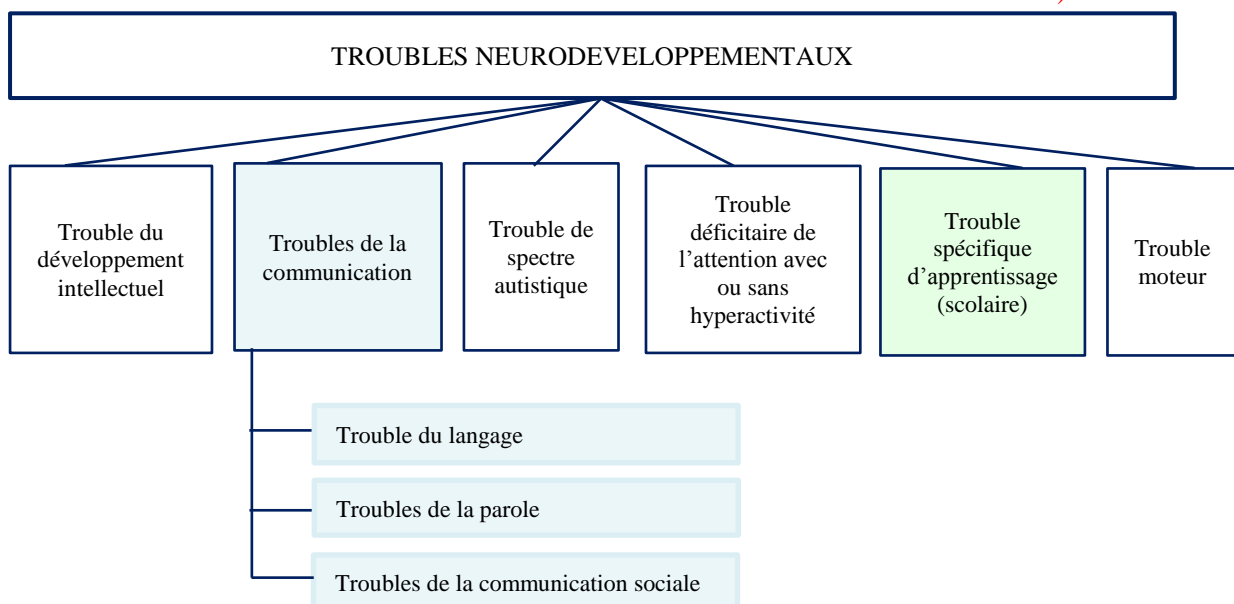 TROUBLES NEURODEVELOPPEMENTAUX
Trouble du
développement
intellectuel
Troubles de la
communication
Trouble de
spectre
autistique
Trouble
déficitaire de
l’attention avec
ou sans
hyperactivité
Trouble
spécifique
d’apprentissage
(scolaire)
Trouble
moteur
Trouble du langage
Troubles de la parole
Troubles de la communication sociale